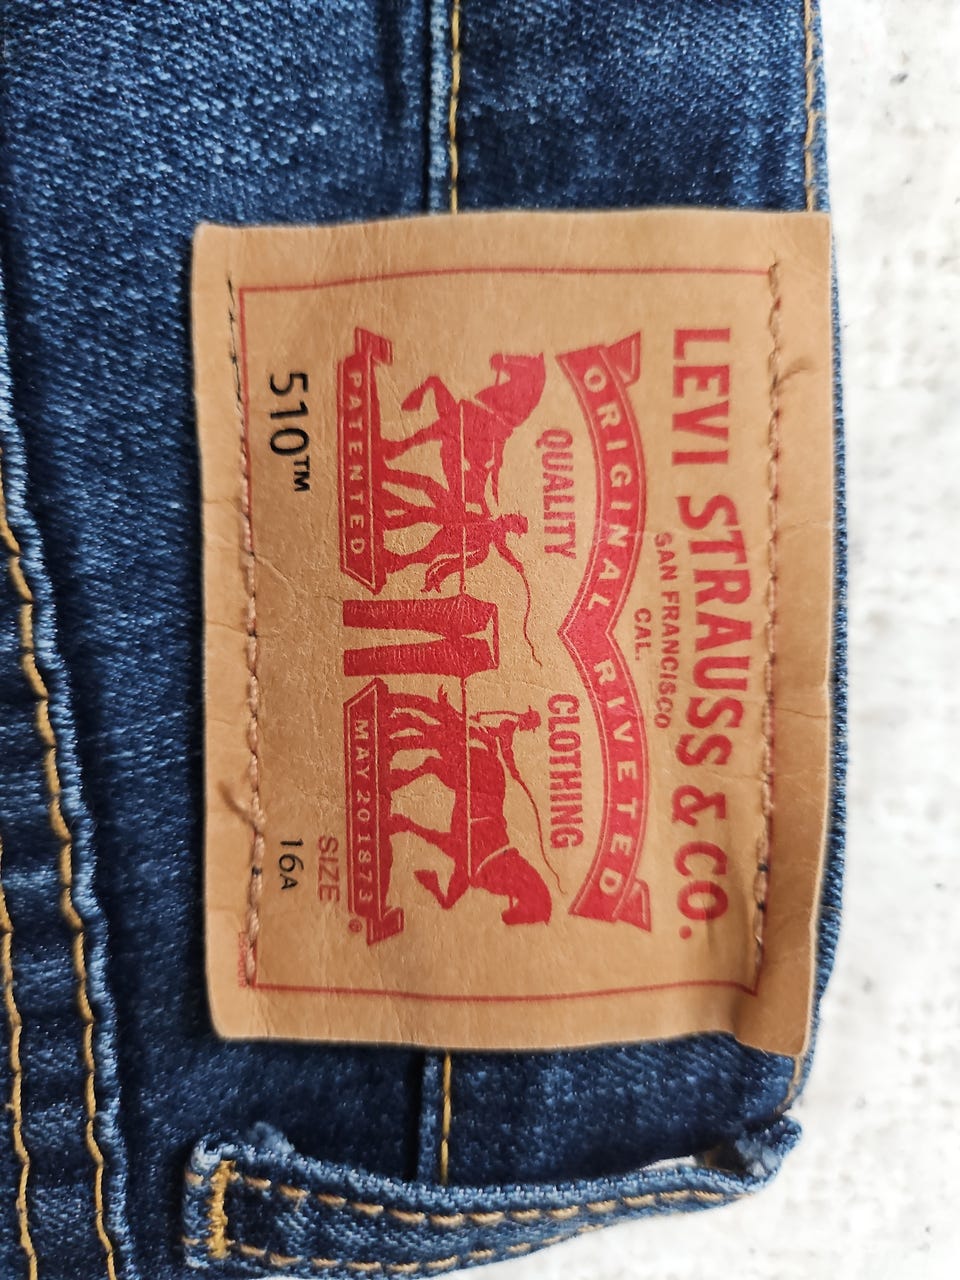 LEVI STRAUSS & CO.
SAN FRANCISCO
CAL.
ORIGINAL RIVETED
QUALITY CLOTHING
PATENTED MAY 20 1873 ®
SIZE
510™ 16A